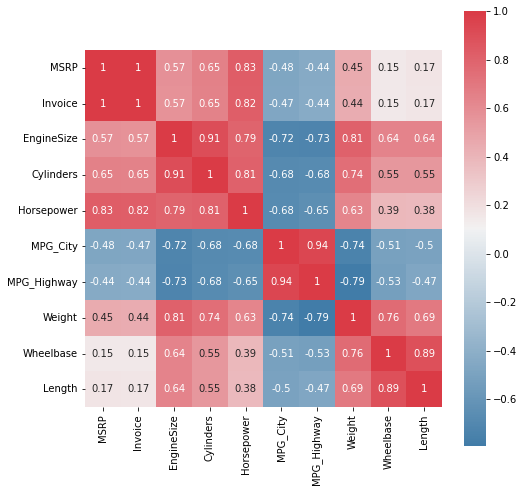 1.0
MSRP 1 1 0.57 0.65 0.83 -0.48 -0.44 0.45 0.15 0.17
0.8
Invoice 1 1 0.57 0.65 0.82 -0.47 -0.44 0.44 0.15 0.17
0.6
EngineSize 0.57 0.57 1 0.91 0.79 -0.72 -0.73 0.81 0.64 0.64
0.4
Cylinders 0.65 0.65 0.91 1 0.81 -0.68 -0.68 0.74 0.55 0.55
0.2
Horsepower 0.83 0.82 0.79 0.81 1 -0.68 -0.65 0.63 0.39 0.38
0.0
MPG_City -0.48 -0.47 -0.72 -0.68 -0.68 1 0.94 -0.74 -0.51 -0.5
MPG_Highway -0.44 -0.44 -0.73 -0.68 -0.65 0.94 1 -0.79 -0.53 -0.47
-0.2
Weight 0.45 0.44 0.81 0.74 0.63 -0.74 -0.79 1 0.76 0.69
Wheelbase 0.15 0.15 0.64 0.55 0.39 -0.51 -0.53 0.76 1 0.89
-0.4
Length 0.17 0.17 0.64 0.55 0.38 -0.5 -0.47 0.69 0.89 1
-0.6
MSRP
Invoice
EngineSize
Cylinders
Horsepower
MPG_City
MPG_Highway
Weight
Wheelbase
Length